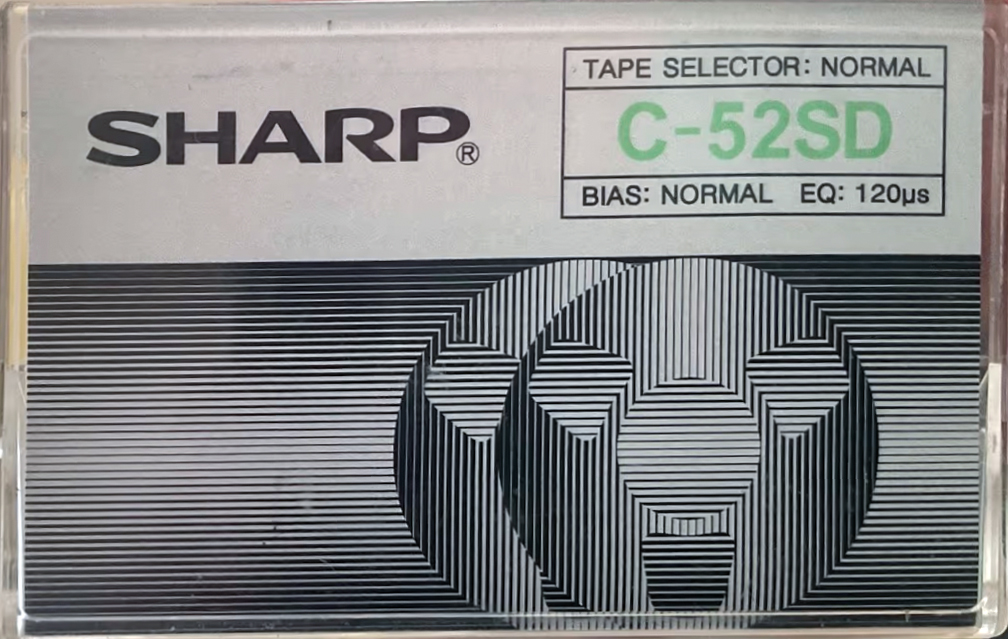 SHARP®
TAPE SELECTOR: NORMAL
C-52SD
BIAS: NORMAL EQ: 120µs